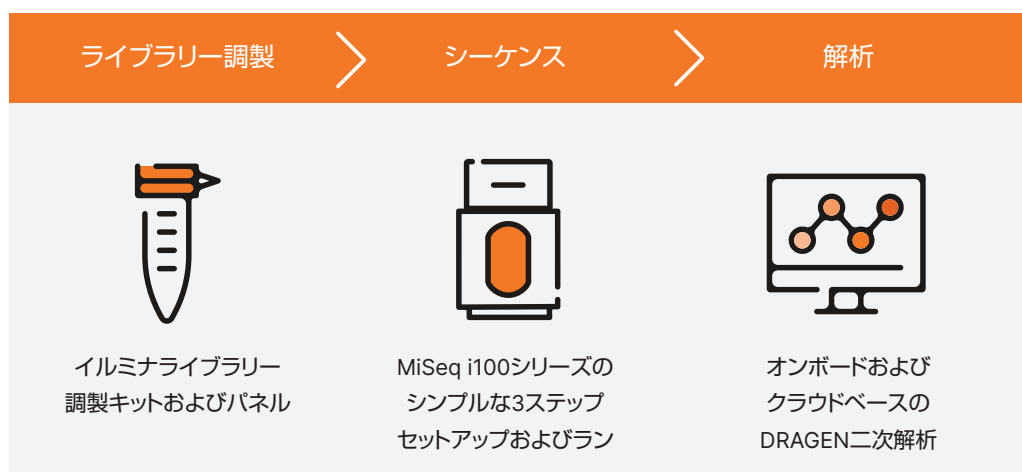 ライブラリー調製
シーケンス
解析
イルミナライブラリー
調製キットおよびパネル
MiSeq i100シリーズの
シンプルな3ステップ
セットアップおよびラン
オンボードおよび
クラウドベースの
DRAGEN二次解析